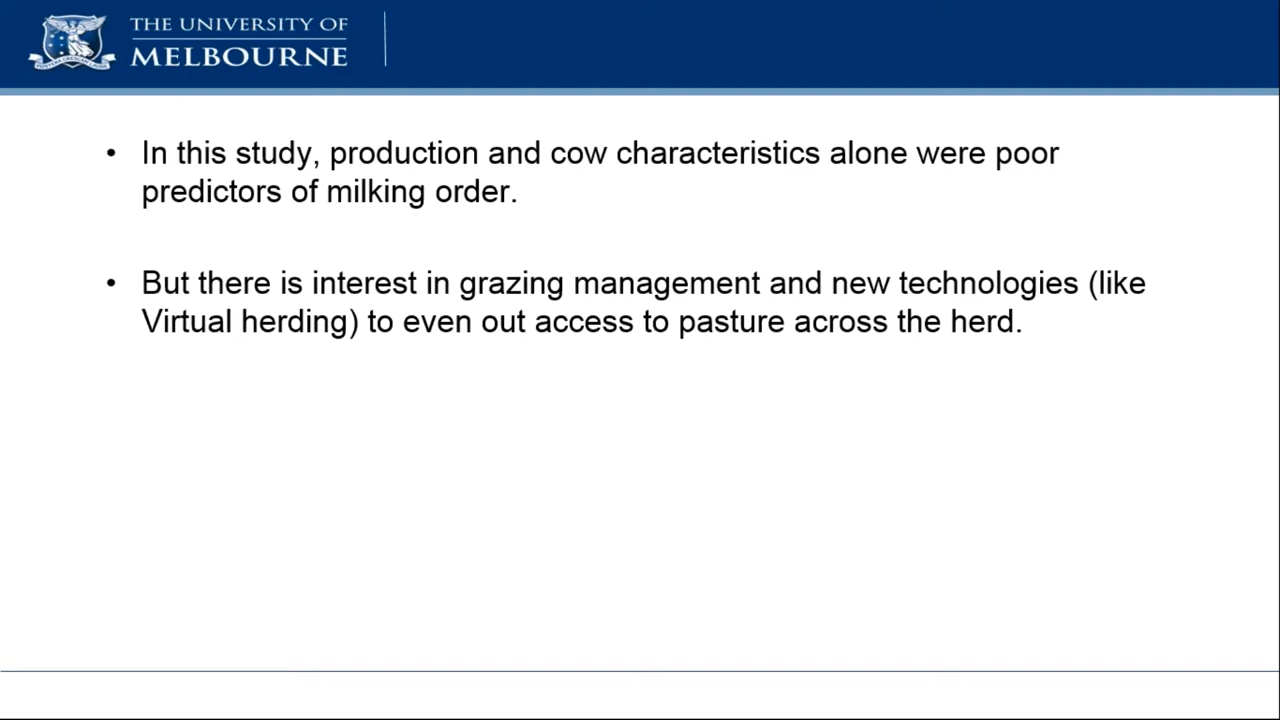 THE UNIVERSITY OF
MELBOURNE
• In this study, production and cow characteristics alone were poor
predictors of milking order.
• But there is interest in grazing management and new technologies (like
Virtual herding) to even out access to pasture across the herd.